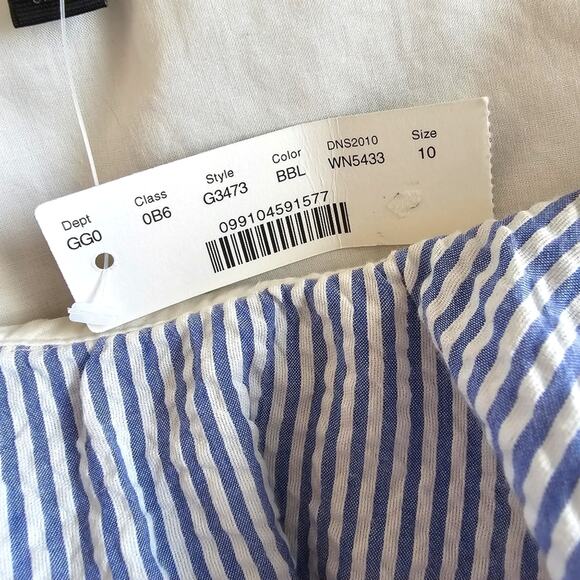 Dept Class Style Color DNS2010 Size
GG0 0B6 G3473 BBL WN5433 10
099104591577